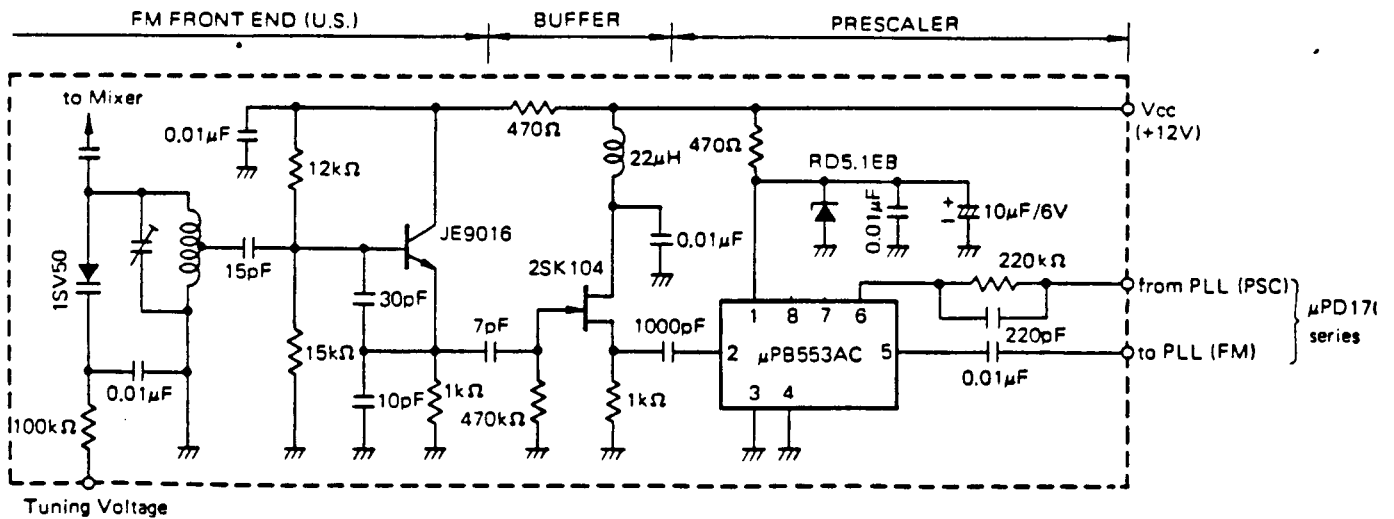 FM FRONT END (U.S.)
BUFFER
PRESCALER
to Mixer
0.01µF
12kΩ
470Ω
22µH
470Ω
RD5.1EB
Vcc
(+12V)
0.01µF
+
−
10µF/6V
1SV50
15pF
JE9016
0.01µF
2SK104
220kΩ
from PLL (PSC)
30pF
7pF
1000pF
1
8
7
6
220pF
µPD170
series
2
µPB553AC
5
to PLL (FM)
0.01µF
15kΩ
0.01µF
10pF
1kΩ
470kΩ
1kΩ
3
4
100kΩ
Tuning Voltage